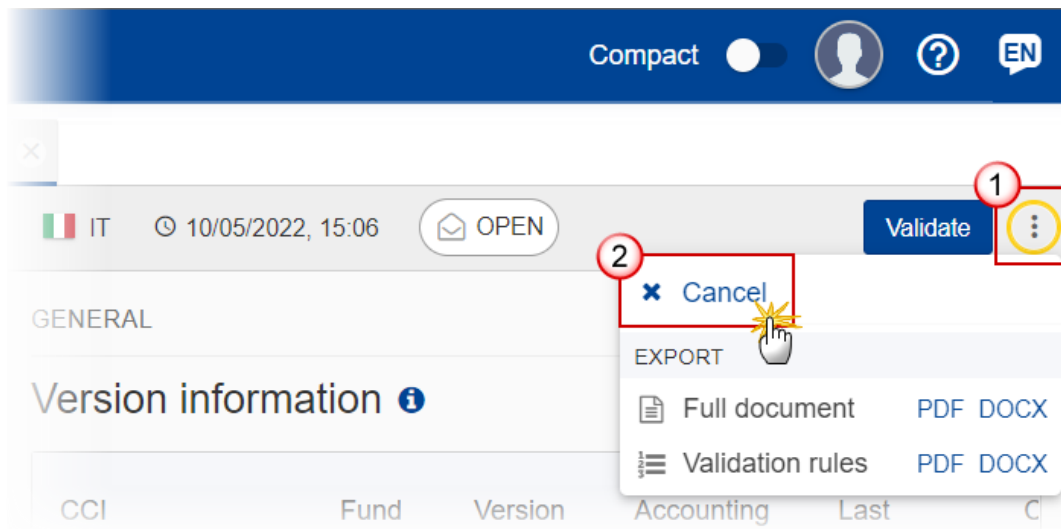 Compact EN
IT 10/05/2022, 15:06 OPEN Validate 1
2
Cancel
GENERAL
EXPORT
Version information
Full document PDF DOCX
Validation rules PDF DOCX
CCI Fund Version Accounting Last C